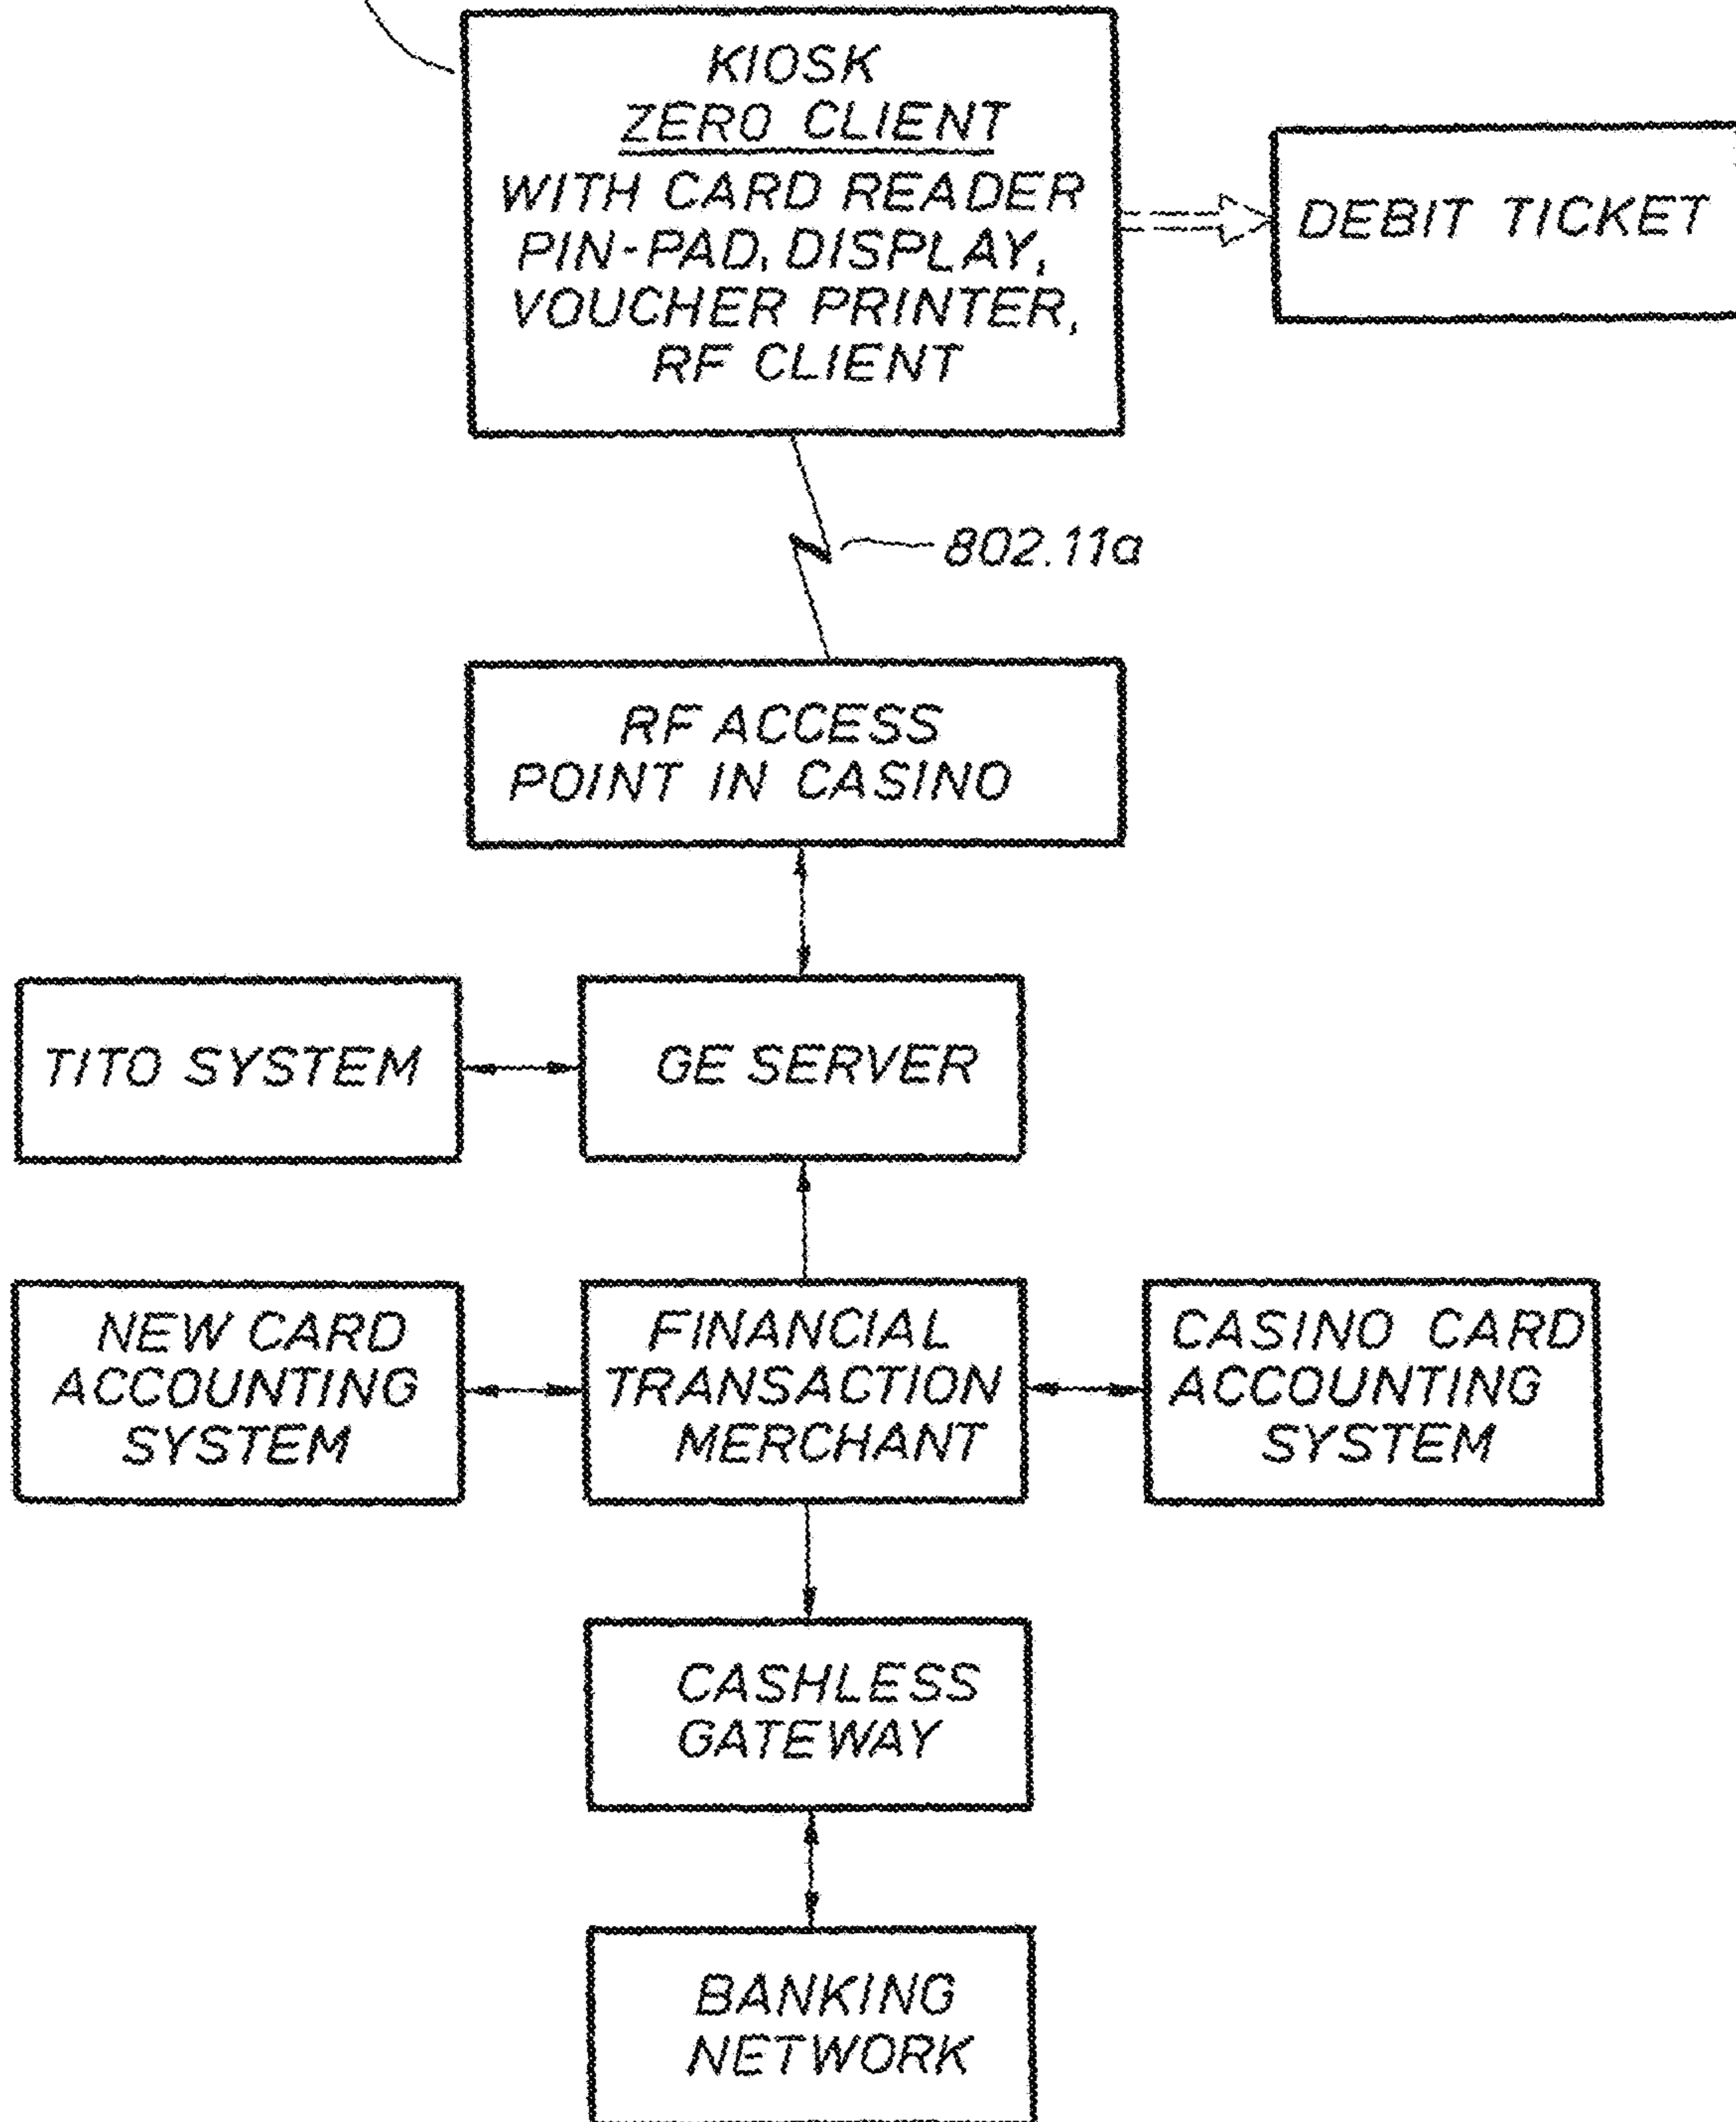 KIOSK
ZERO CLIENT
WITH CARD READER
PIN-PAD, DISPLAY,
VOUCHER PRINTER,
RF CLIENT
DEBIT TICKET
802.11a
RF ACCESS
POINT IN CASINO
TITO SYSTEM
GE SERVER
NEW CARD
ACCOUNTING
SYSTEM
FINANCIAL
TRANSACTION
MERCHANT
CASINO CARD
ACCOUNTING
SYSTEM
CASHLESS
GATEWAY
BANKING
NETWORK